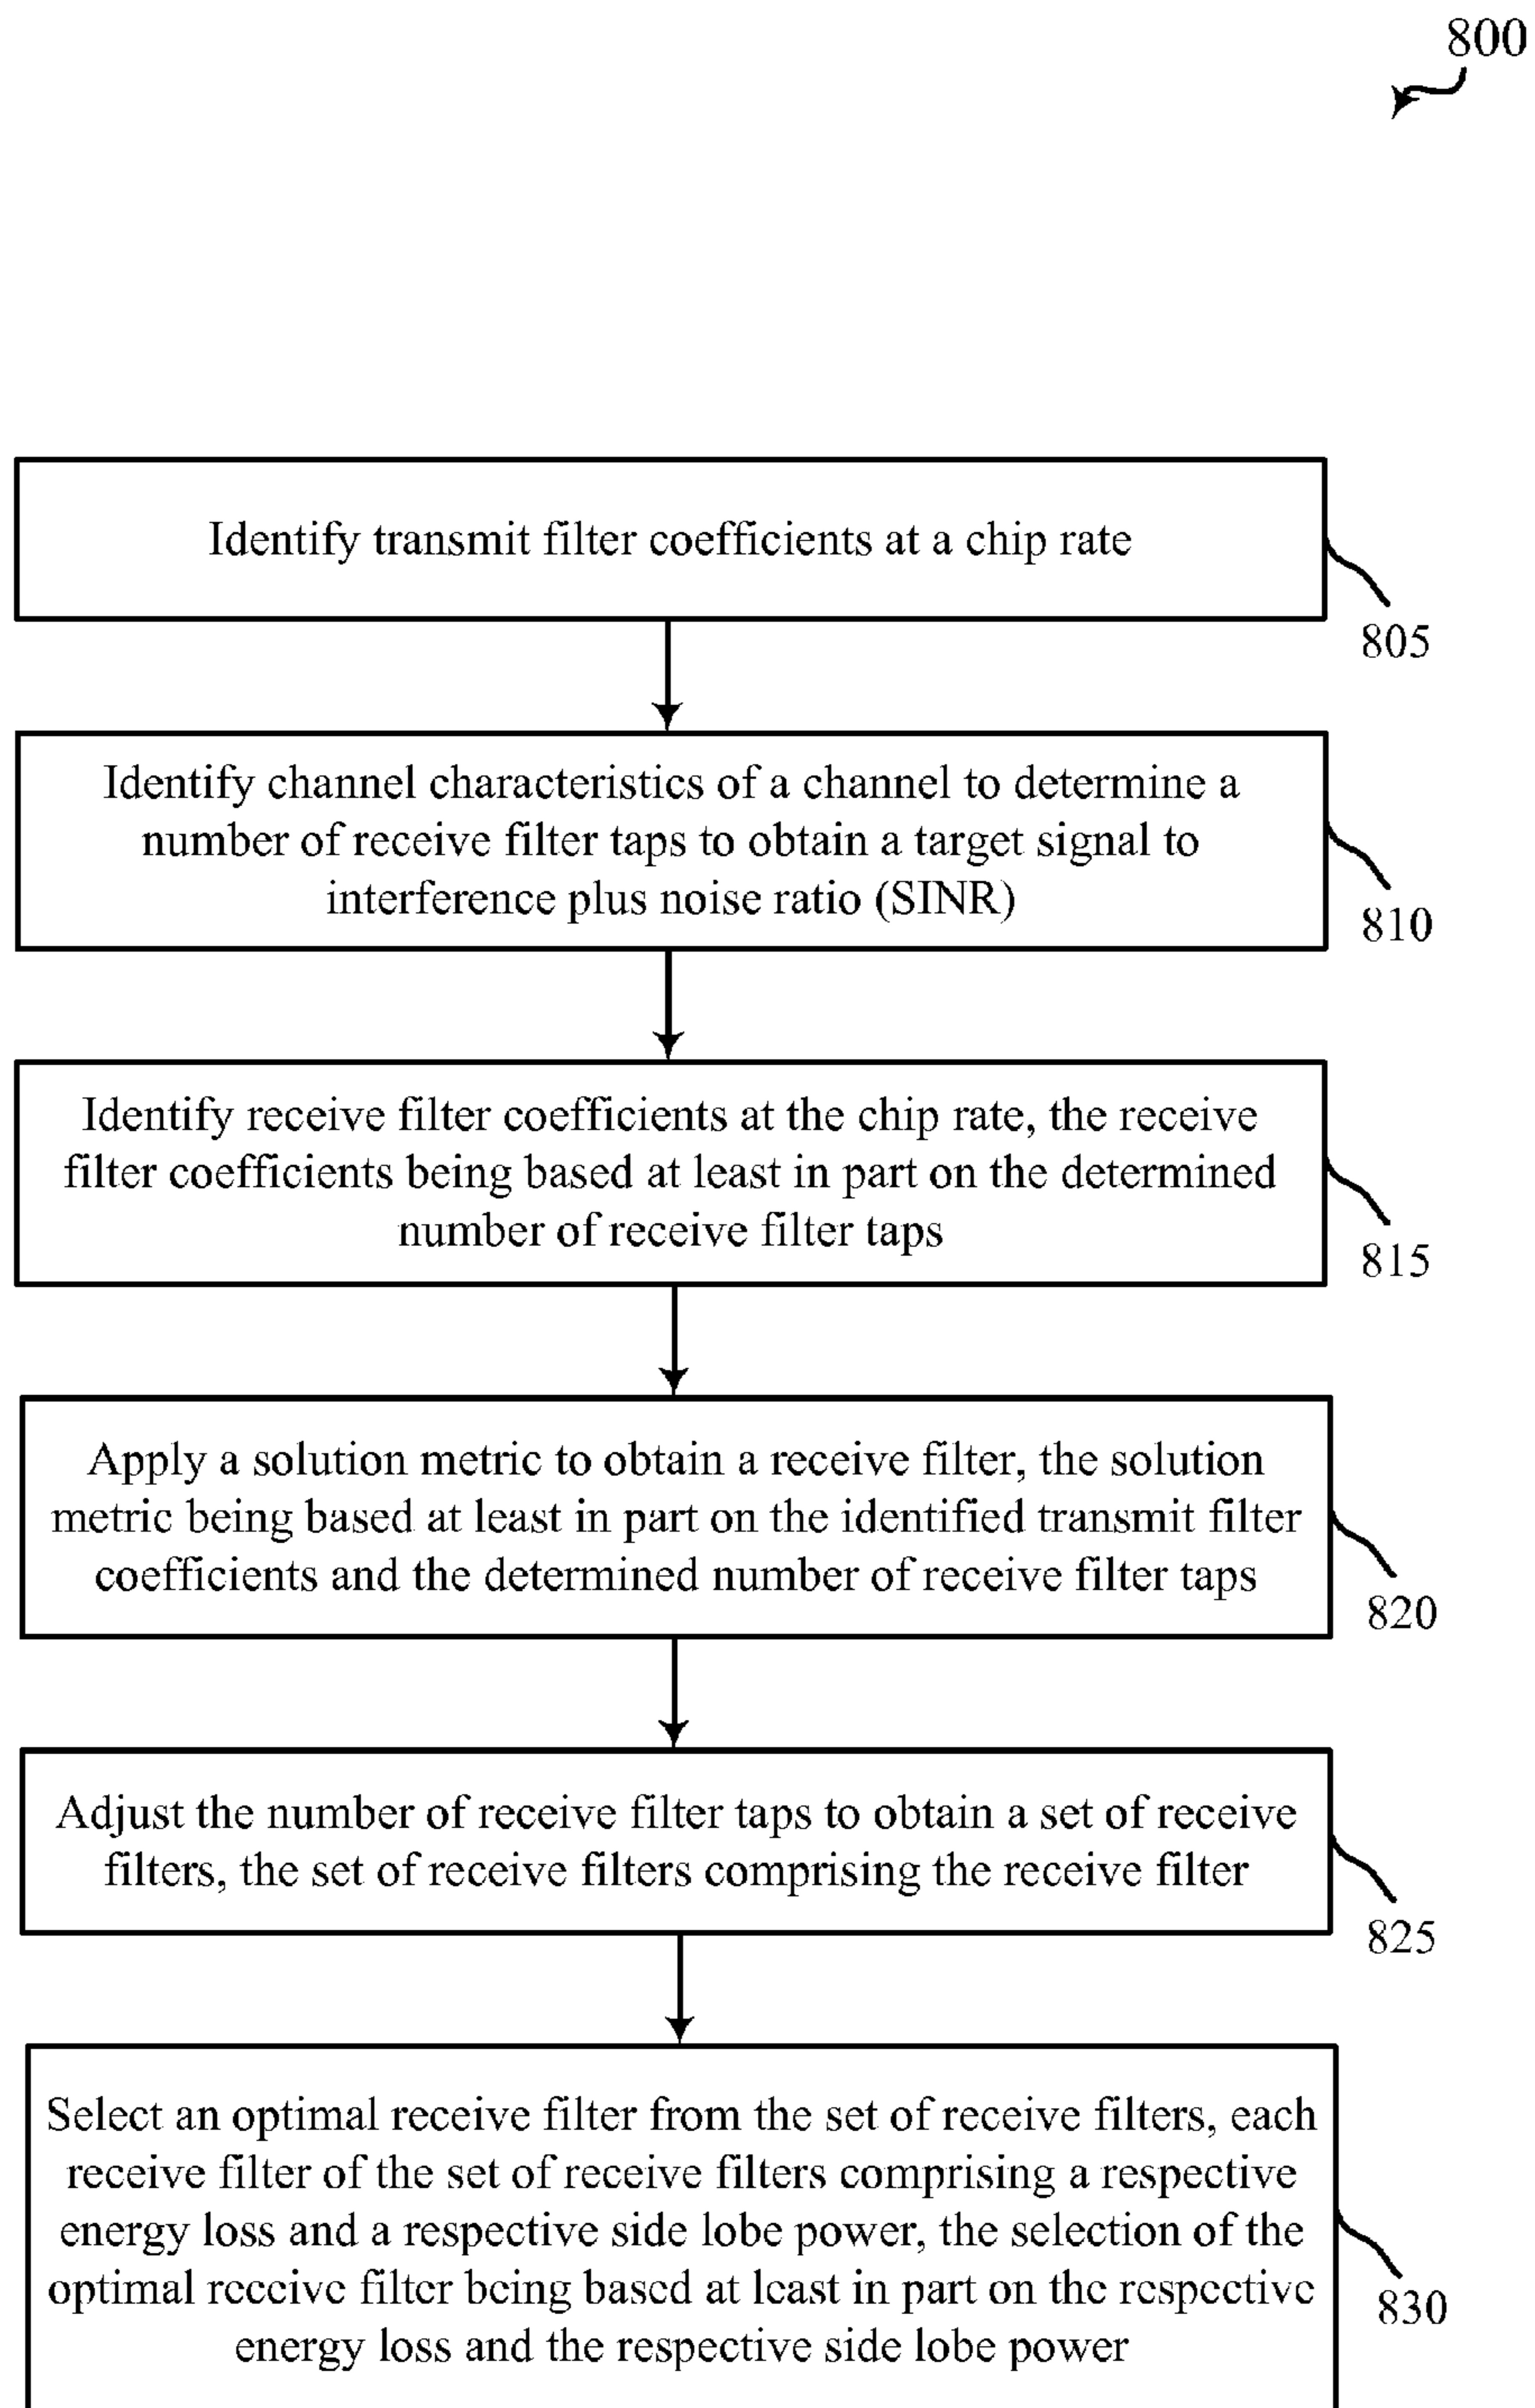 800
Identify transmit filter coefficients at a chip rate
805
Identify channel characteristics of a channel to determine a
number of receive filter taps to obtain a target signal to
interference plus noise ratio (SINR)
810
Identify receive filter coefficients at the chip rate, the receive
filter coefficients being based at least in part on the determined
number of receive filter taps
815
Apply a solution metric to obtain a receive filter, the solution
metric being based at least in part on the identified transmit filter
coefficients and the determined number of receive filter taps
820
Adjust the number of receive filter taps to obtain a set of receive
filters, the set of receive filters comprising the receive filter
825
Select an optimal receive filter from the set of receive filters, each
receive filter of the set of receive filters comprising a respective
energy loss and a respective side lobe power, the selection of the
optimal receive filter being based at least in part on the respective
energy loss and the respective side lobe power
830